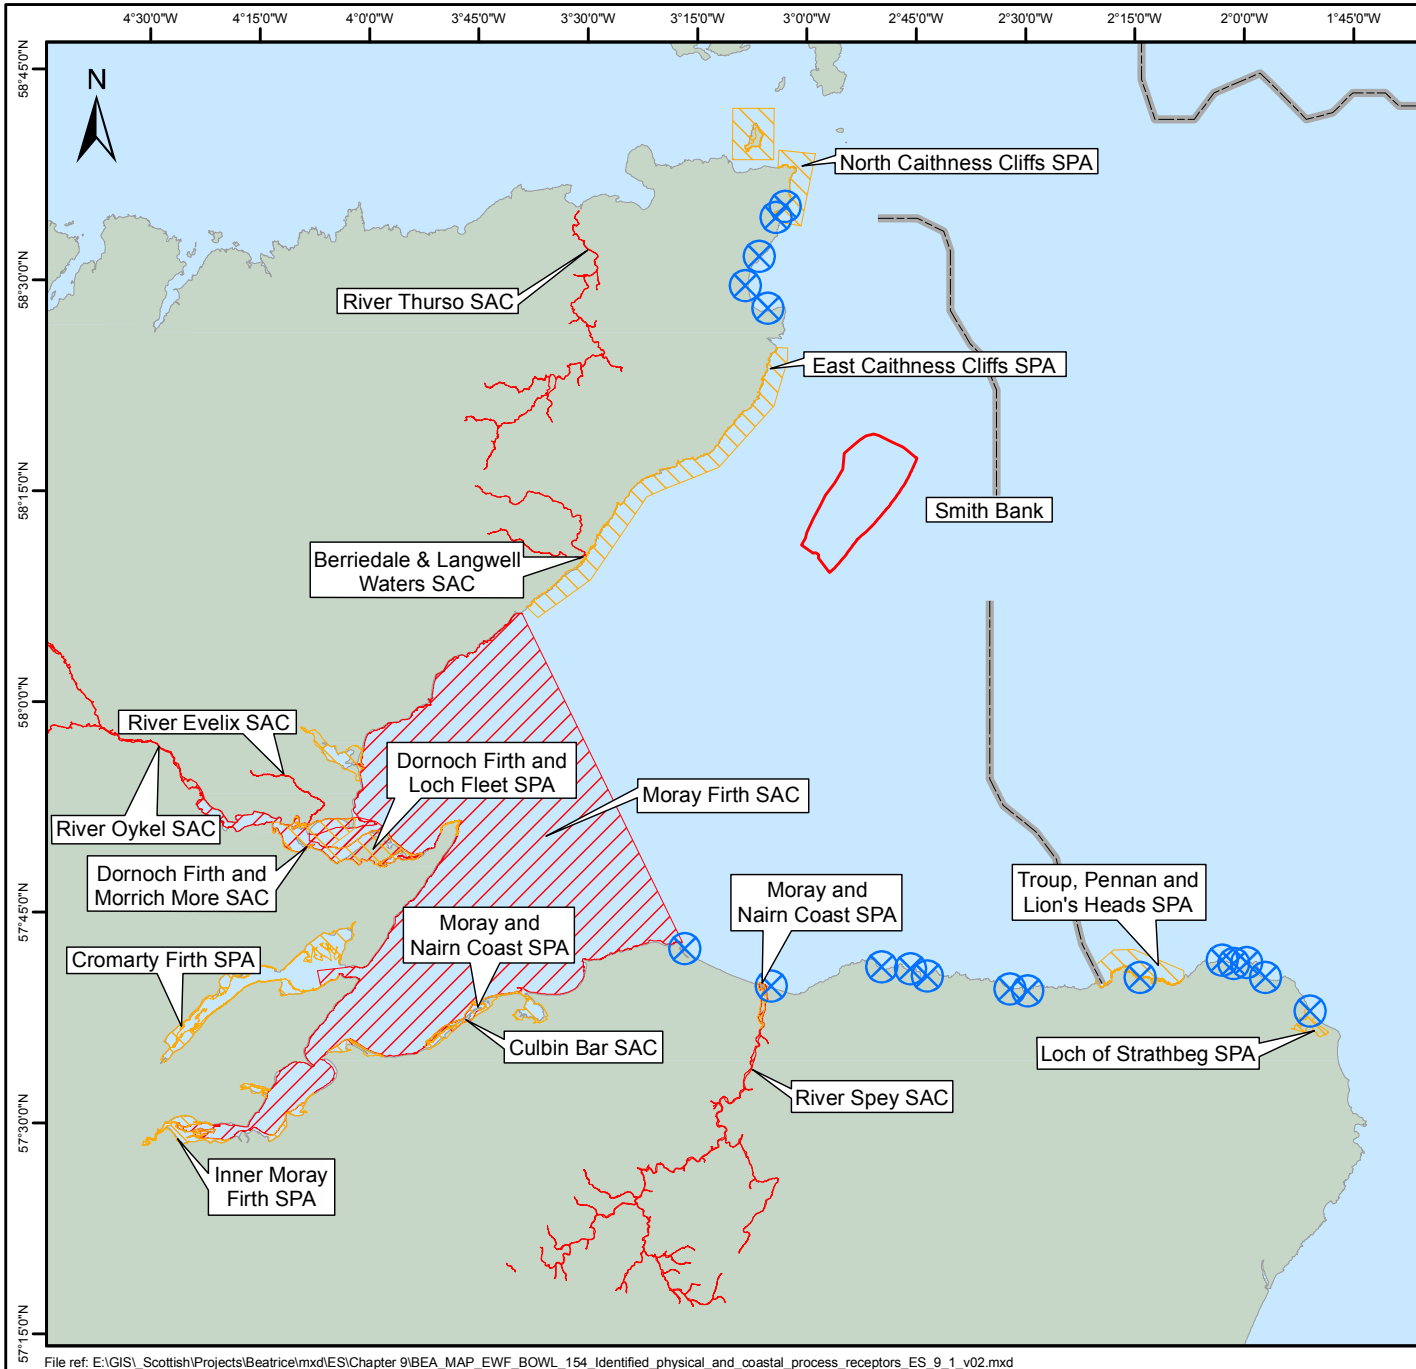 4°30'0"W 4°15'0"W 4°0'0"W 3°45'0"W 3°30'0"W 3°15'0"W 3°0'0"W 2°45'0"W 2°30'0"W 2°15'0"W 2°0'0"W 1°45'0"W
58°45'0"N
58°30'0"N
58°15'0"N
58°0'0"N
57°45'0"N
57°30'0"N
57°15'0"N
N
North Caithness Cliffs SPA
River Thurso SAC
East Caithness Cliffs SPA
Smith Bank
Berriedale & Langwell
Waters SAC
River Evelix SAC
Dornoch Firth and
Loch Fleet SPA
Moray Firth SAC
River Oykel SAC
Dornoch Firth and
Morrich More SAC
Moray and
Nairn Coast SPA
Troup, Pennan and
Lion's Heads SPA
Moray and
Nairn Coast SPA
Cromarty Firth SPA
Culbin Bar SAC
Loch of Strathbeg SPA
River Spey SAC
Inner Moray
Firth SPA
File ref: E:\GIS\_Scottish\Projects\Beatrice\mxd\ES\Chapter 9\BEA_MAP_EWF_BOWL_154_Identified_physical_and_coastal_process_receptors_ES_9_1_v02.mxd